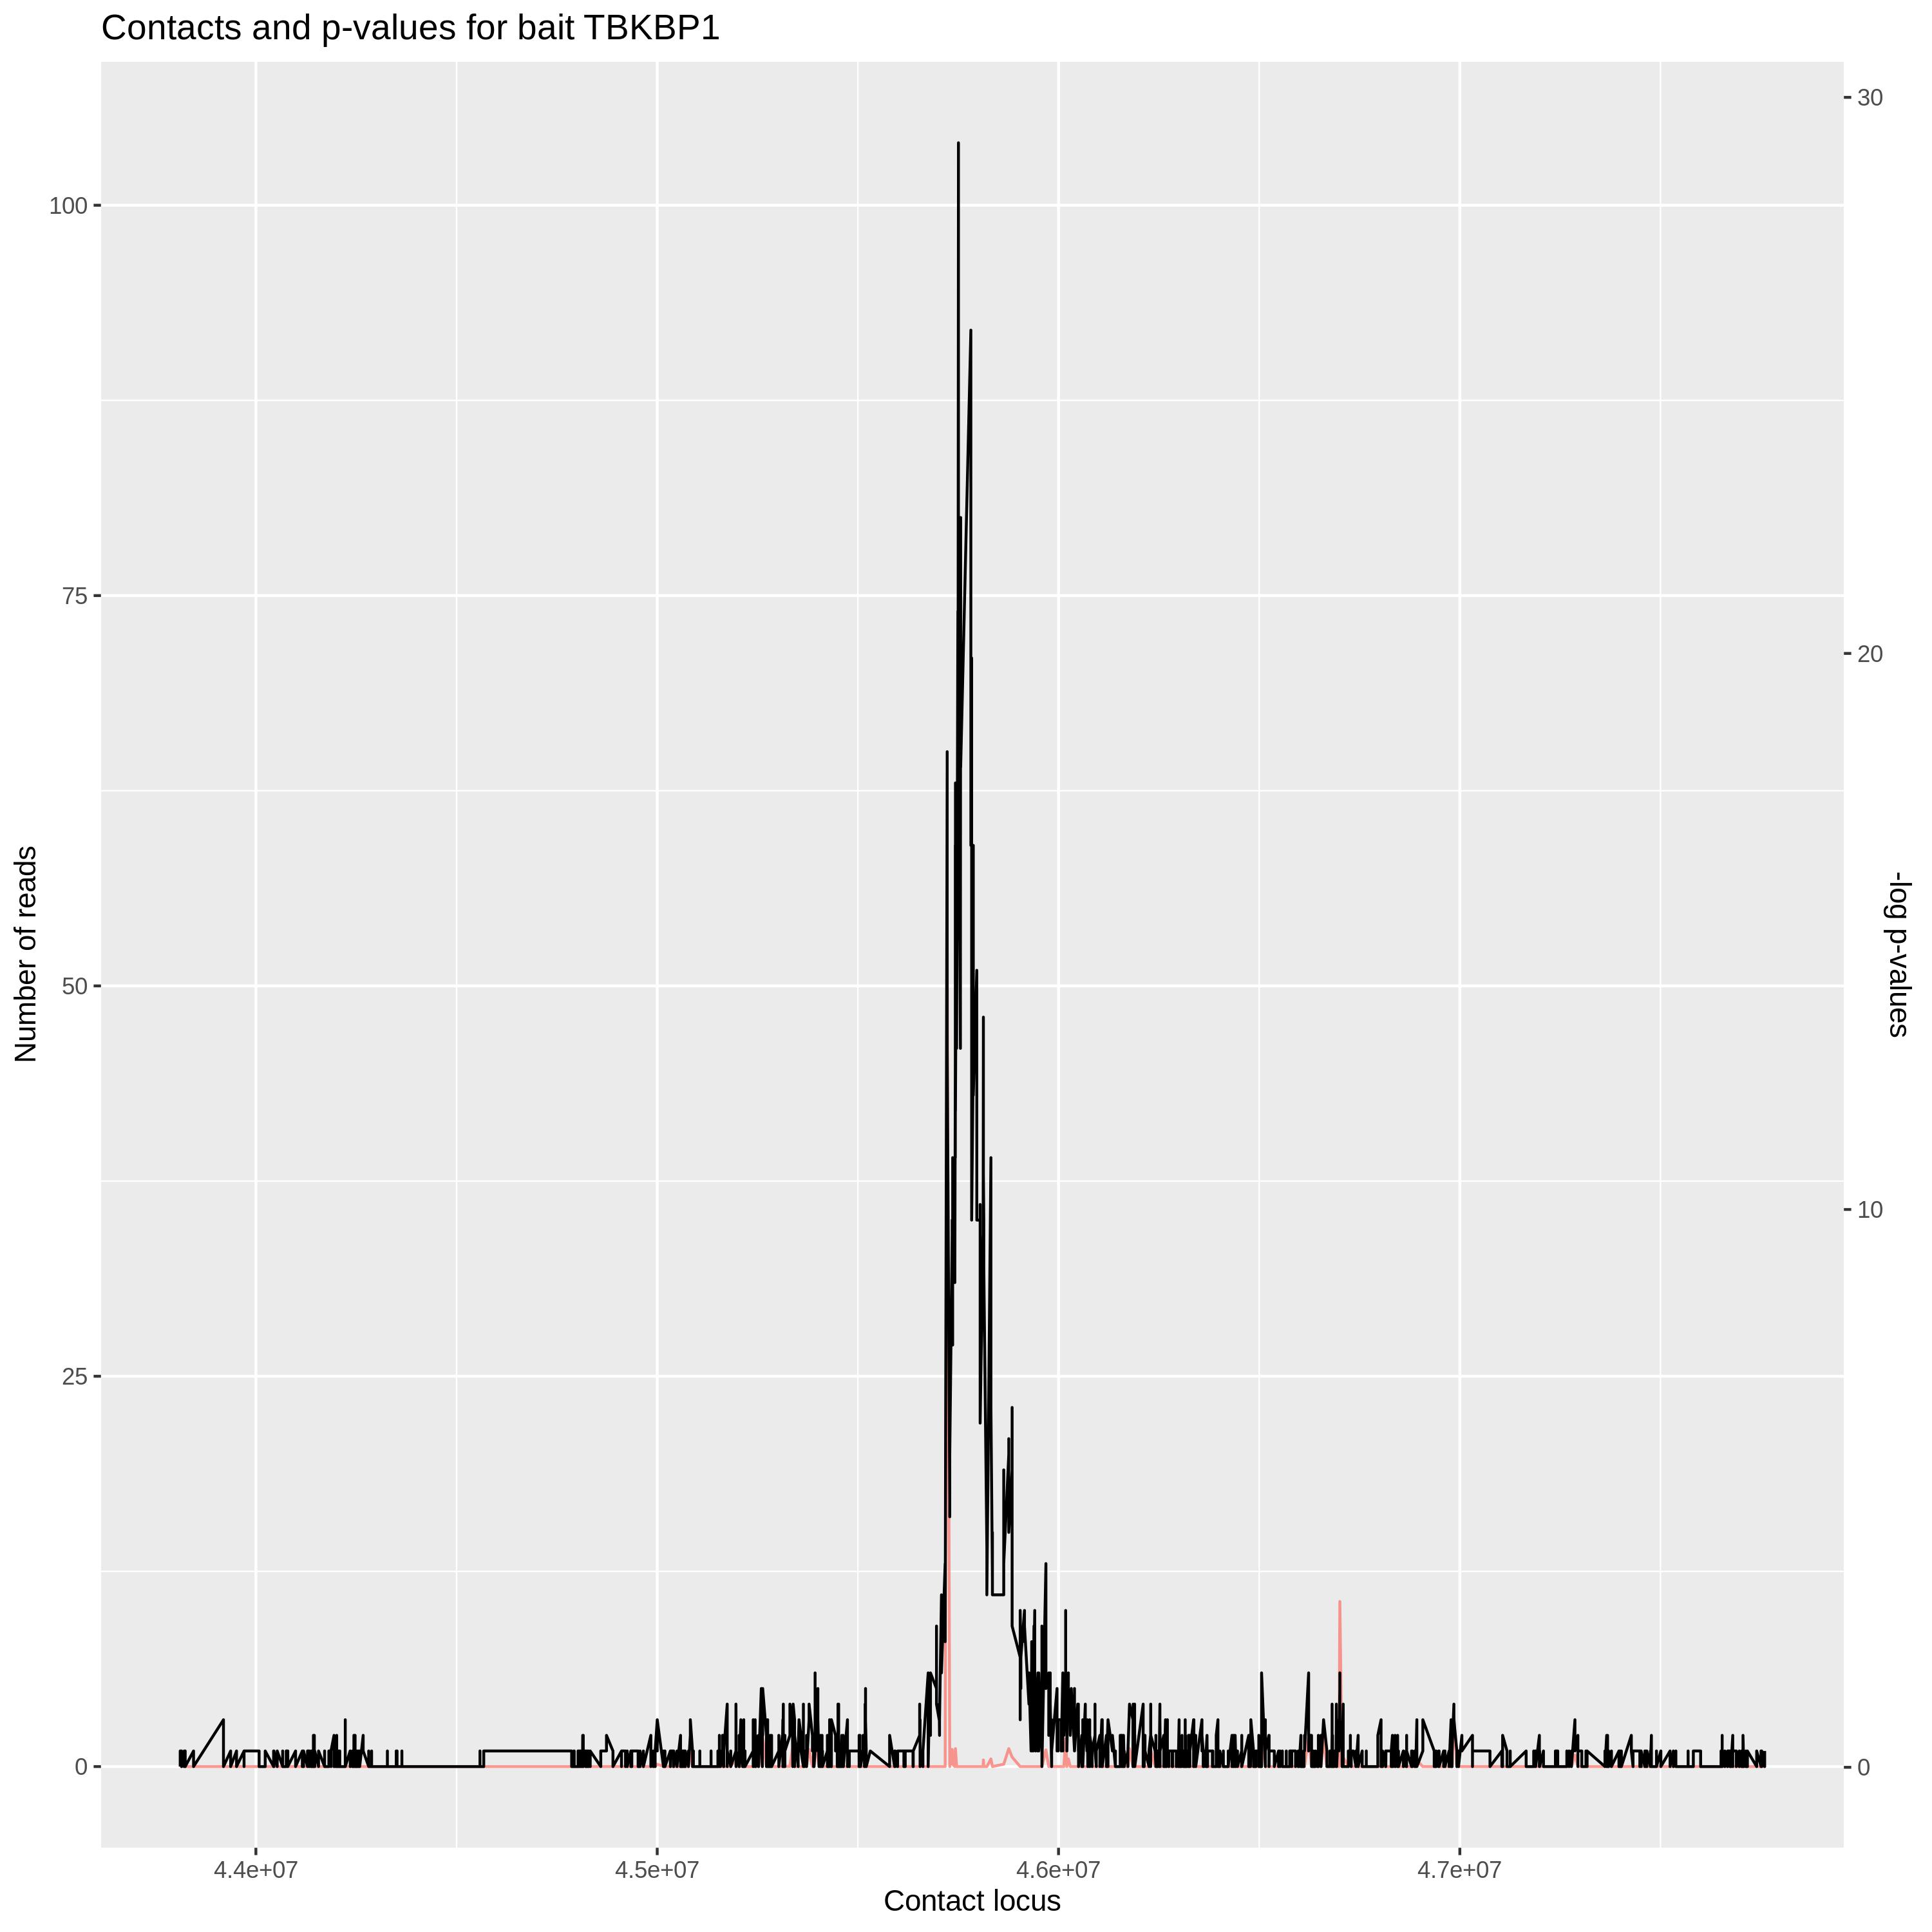 Contacts and p-values for bait TBKBP1
30
100
20
75
Number of reads
-log p-values
50
10
25
0
0
4.4e+07
4.5e+07
4.6e+07
4.7e+07
Contact locus